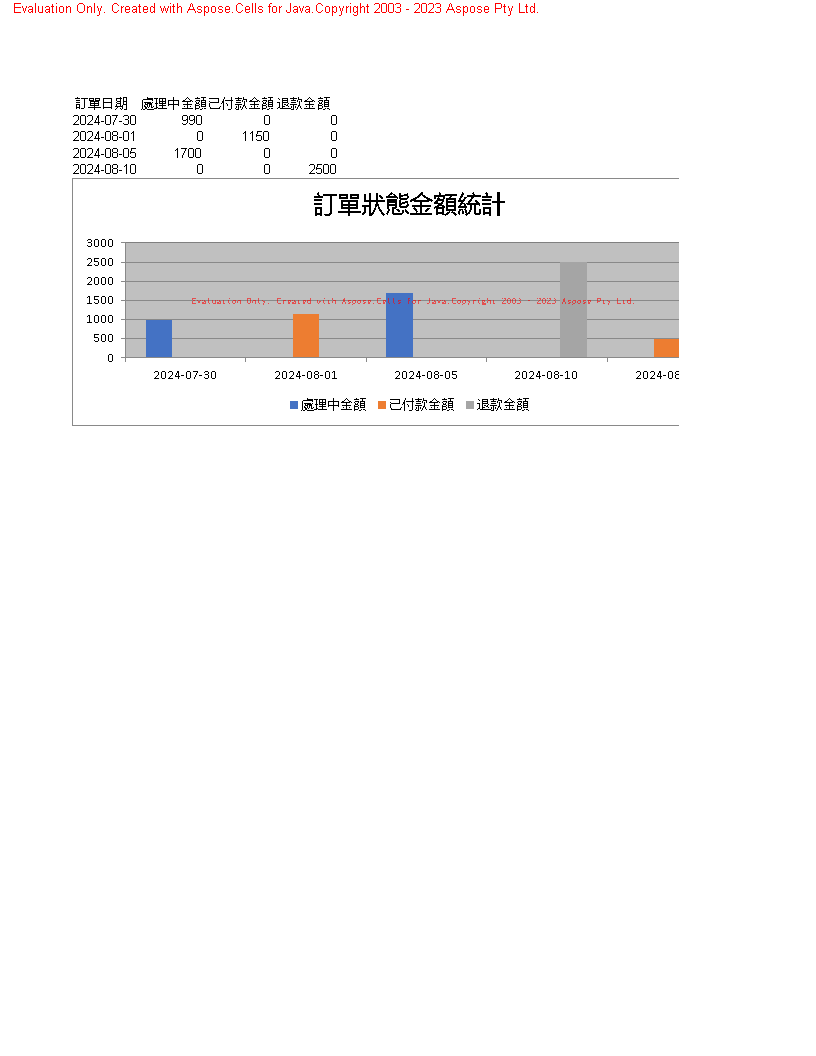 Evaluation Only. Created with Aspose.Cells for Java.Copyright 2003 - 2023 Aspose Pty Ltd.
訂單日期 處理中金額 已付款金額 退款金額
2024-07-30 990 0 0
2024-08-01 0 1150 0
2024-08-05 1700 0 0
2024-08-10 0 0 2500
訂單狀態金額統計
3000
2500
2000
1500
Evaluation Only. Created with Aspose.Cells for Java.Copyright 2003 - 2023 Aspose Pty Ltd.
1000
500
0
2024-07-30 2024-08-01 2024-08-05 2024-08-10 2024-08
處理中金額 已付款金額 退款金額